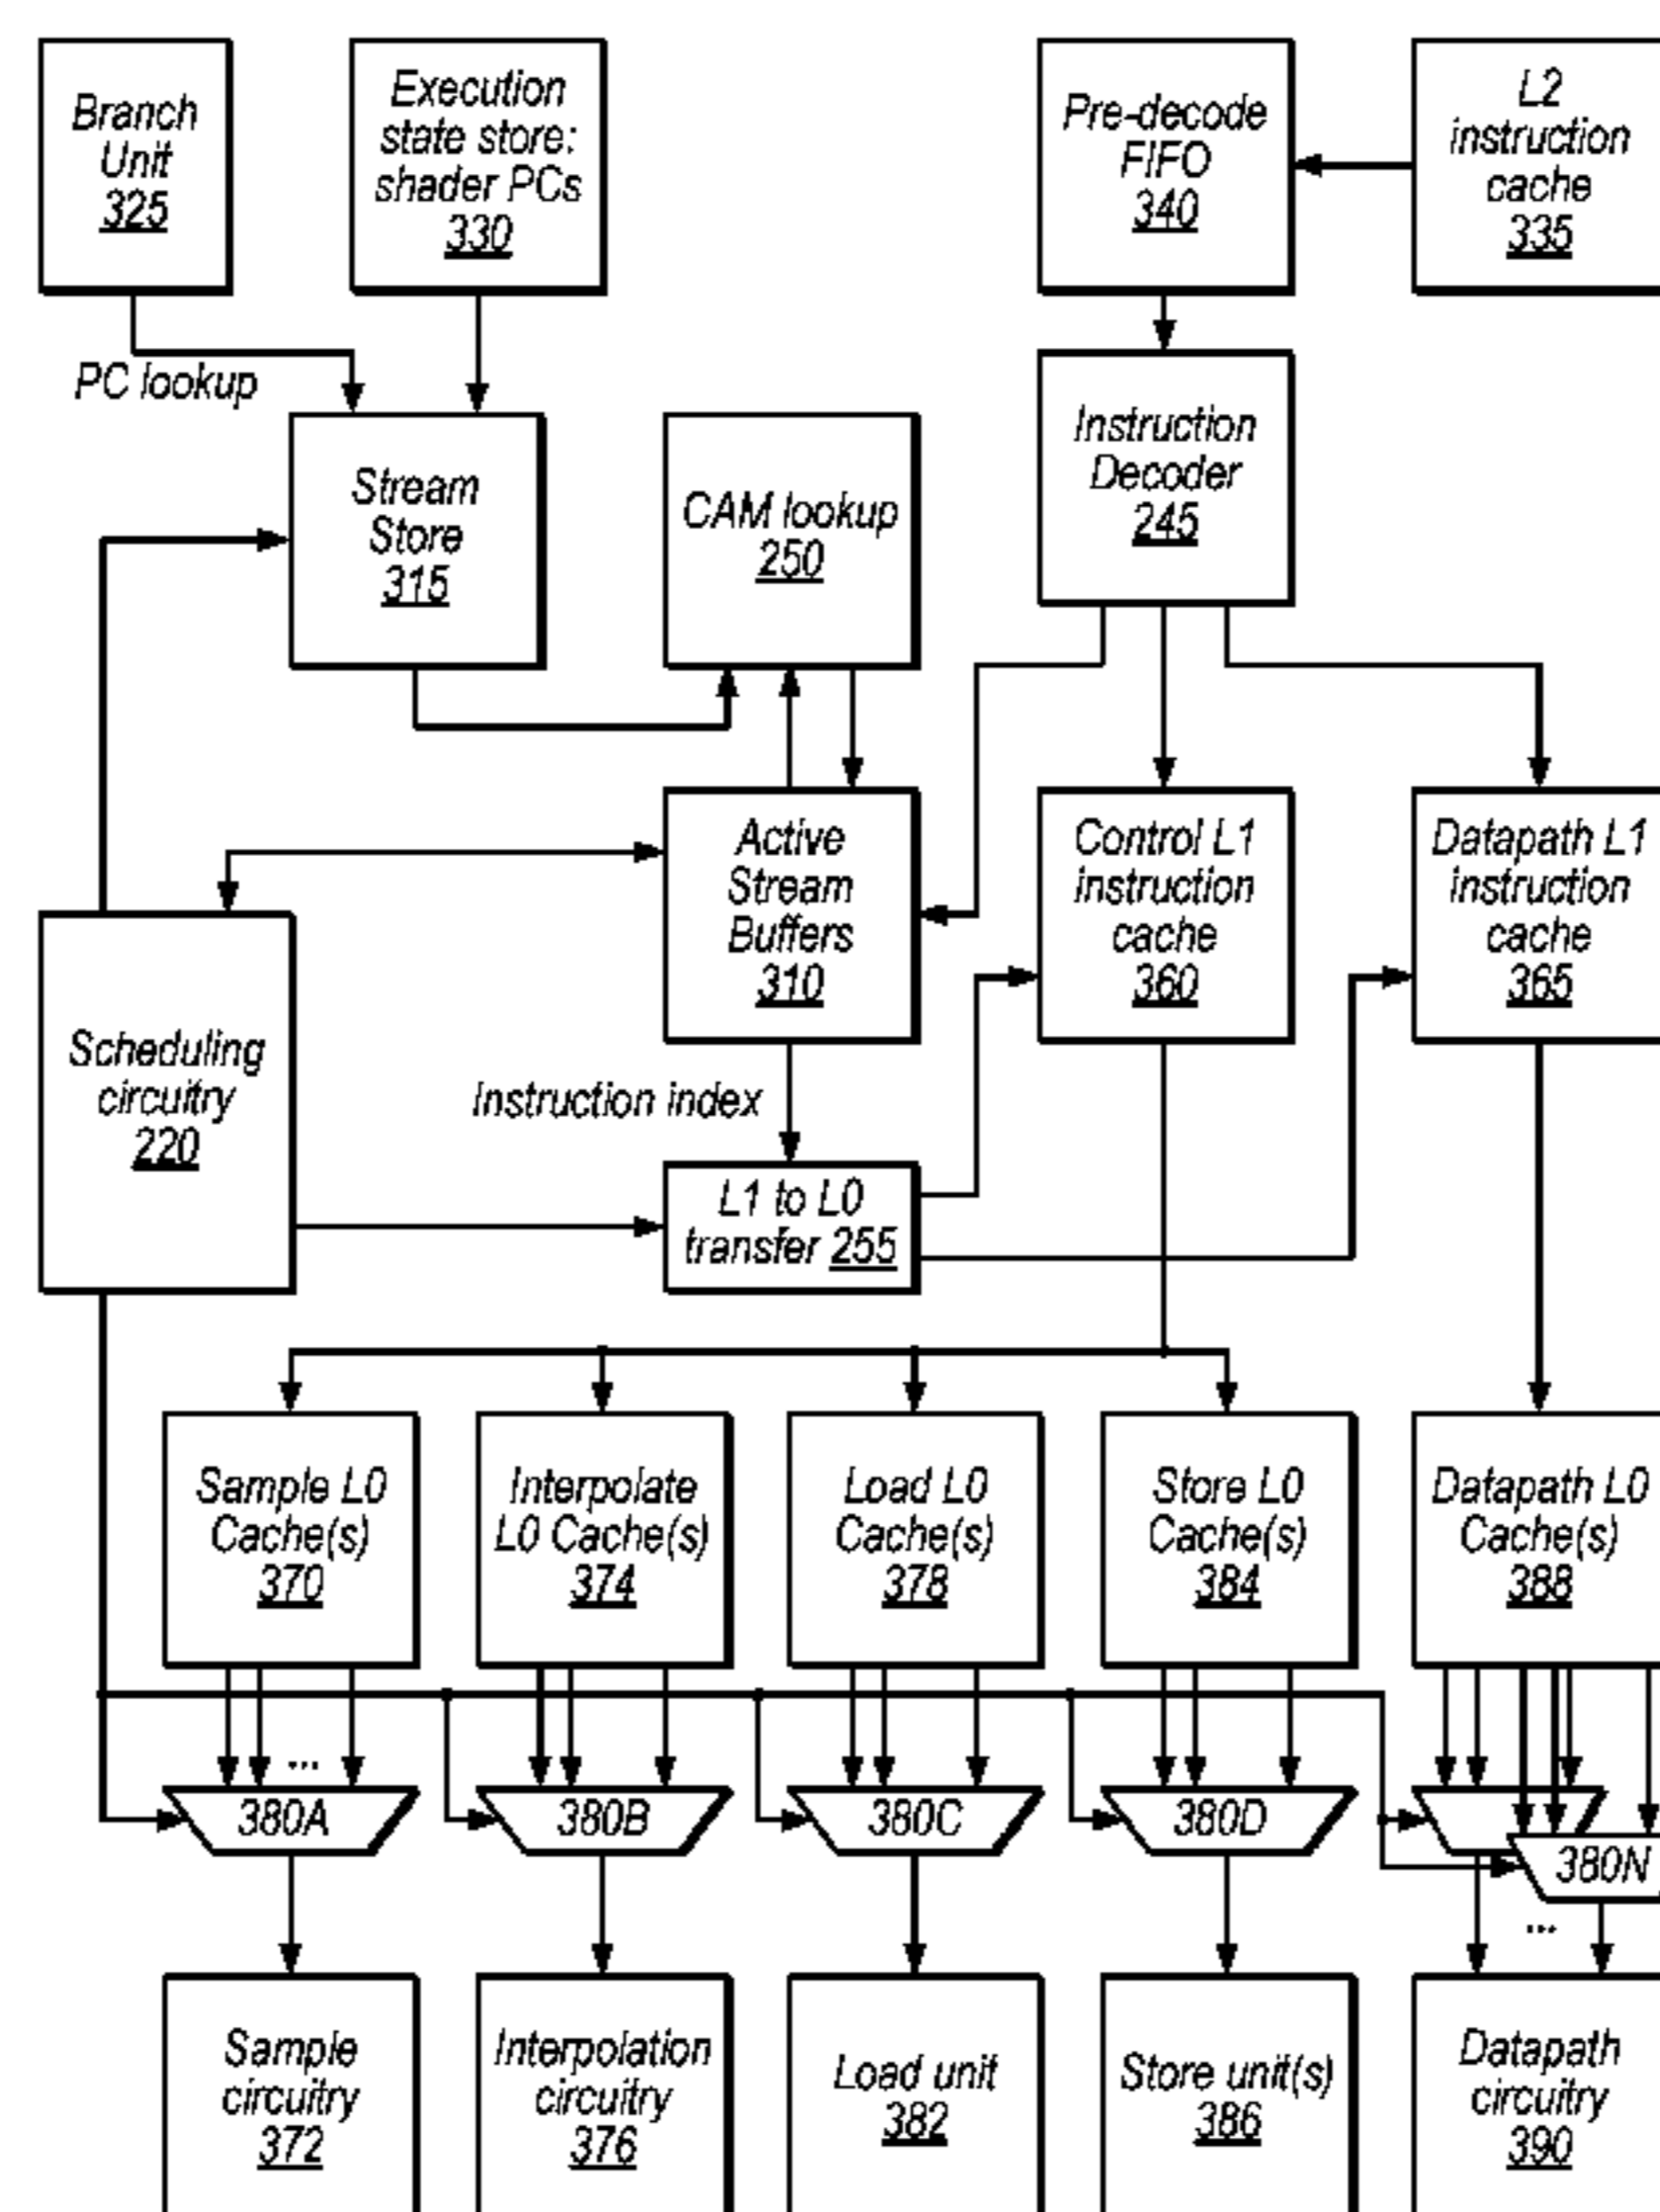 Branch
Unit
325
Execution
state store:
shader PCs
330
Pre-decode
FIFO
340
L2
instruction
cache
335
PC lookup
Stream
Store
315
CAM lookup
250
Instruction
Decoder
245
Active
Stream
Buffers
310
Control L1
instruction
cache
360
Datapath L1
instruction
cache
365
Scheduling
circuitry
220
Instruction index
L1 to L0
transfer 255
Sample L0
Cache(s)
370
Interpolate
L0 Cache(s)
374
Load L0
Cache(s)
378
Store L0
Cache(s)
384
Datapath L0
Cache(s)
388
...
380A
380B
380C
380D
380N
...
Sample
circuitry
372
Interpolation
circuitry
376
Load unit
382
Store unit(s)
386
Datapath
circuitry
390